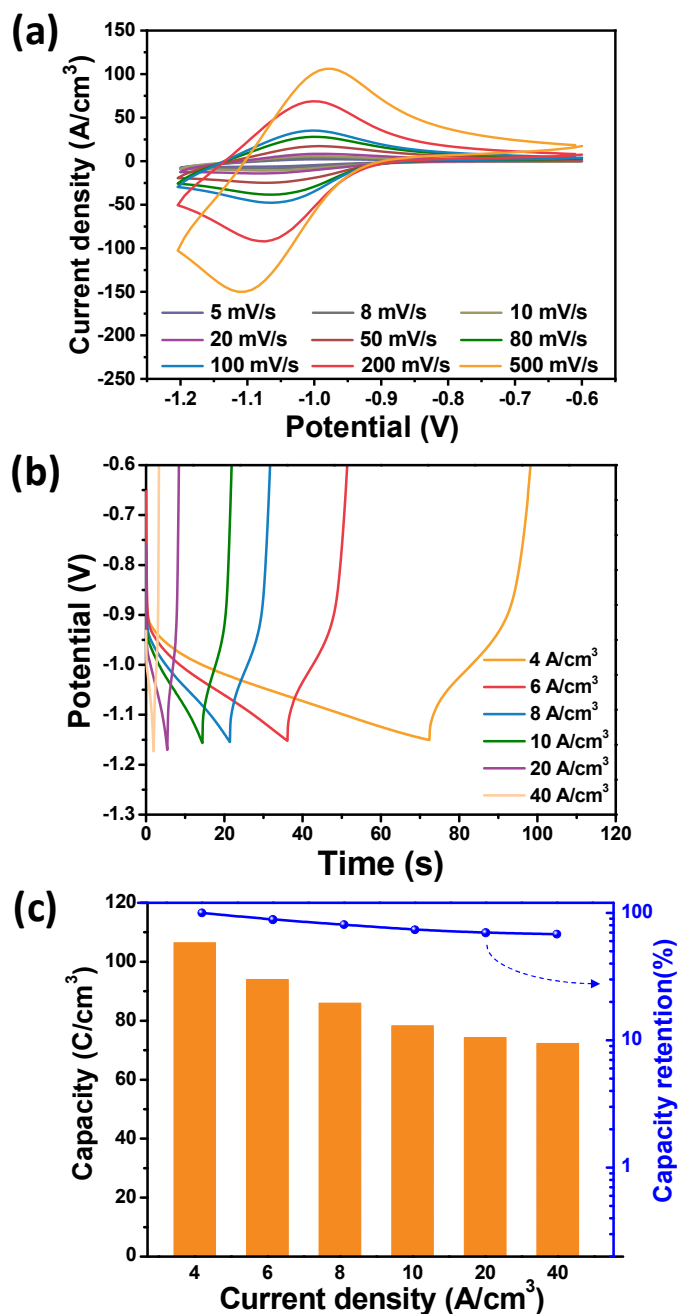 (a)
150
100
50
0
-50
-100
-150
-200
-250
Current density (A/cm³)
5 mV/s 8 mV/s 10 mV/s
20 mV/s 50 mV/s 80 mV/s
100 mV/s 200 mV/s 500 mV/s
-1.2 -1.1 -1.0 -0.9 -0.8 -0.7 -0.6
Potential (V)
(b)
-0.6
-0.7
-0.8
-0.9
-1.0
-1.1
-1.2
-1.3
Potential (V)
4 A/cm³
6 A/cm³
8 A/cm³
10 A/cm³
20 A/cm³
40 A/cm³
0 20 40 60 80 100 120
Time (s)
(c)
120
100
80
60
40
20
0
Capacity (C/cm³)
100
10
1
Capacity retention(%)
4 6 8 10 20 40
Current density (A/cm³)